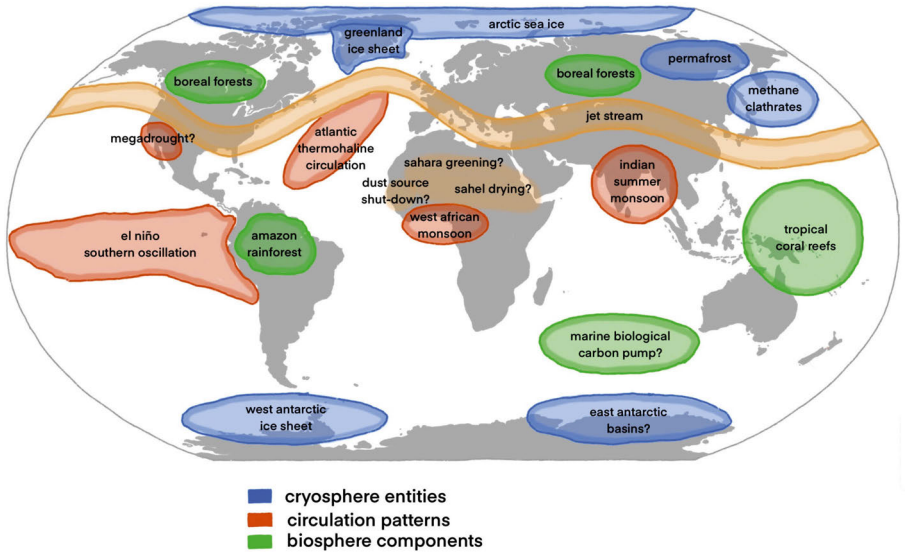 arctic sea ice
greenland
ice sheet
permafrost
boreal forests
boreal forests
methane
clathrates
jet stream
megadrought?
atlantic
thermohaline
circulation
sahara greening?
dust source
shut-down?
sahel drying?
indian
summer
monsoon
west african
monsoon
el niño
southern oscillation
amazon
rainforest
tropical
coral reefs
marine biological
carbon pump?
west antarctic
ice sheet
east antarctic
basins?
cryosphere entities
circulation patterns
biosphere components